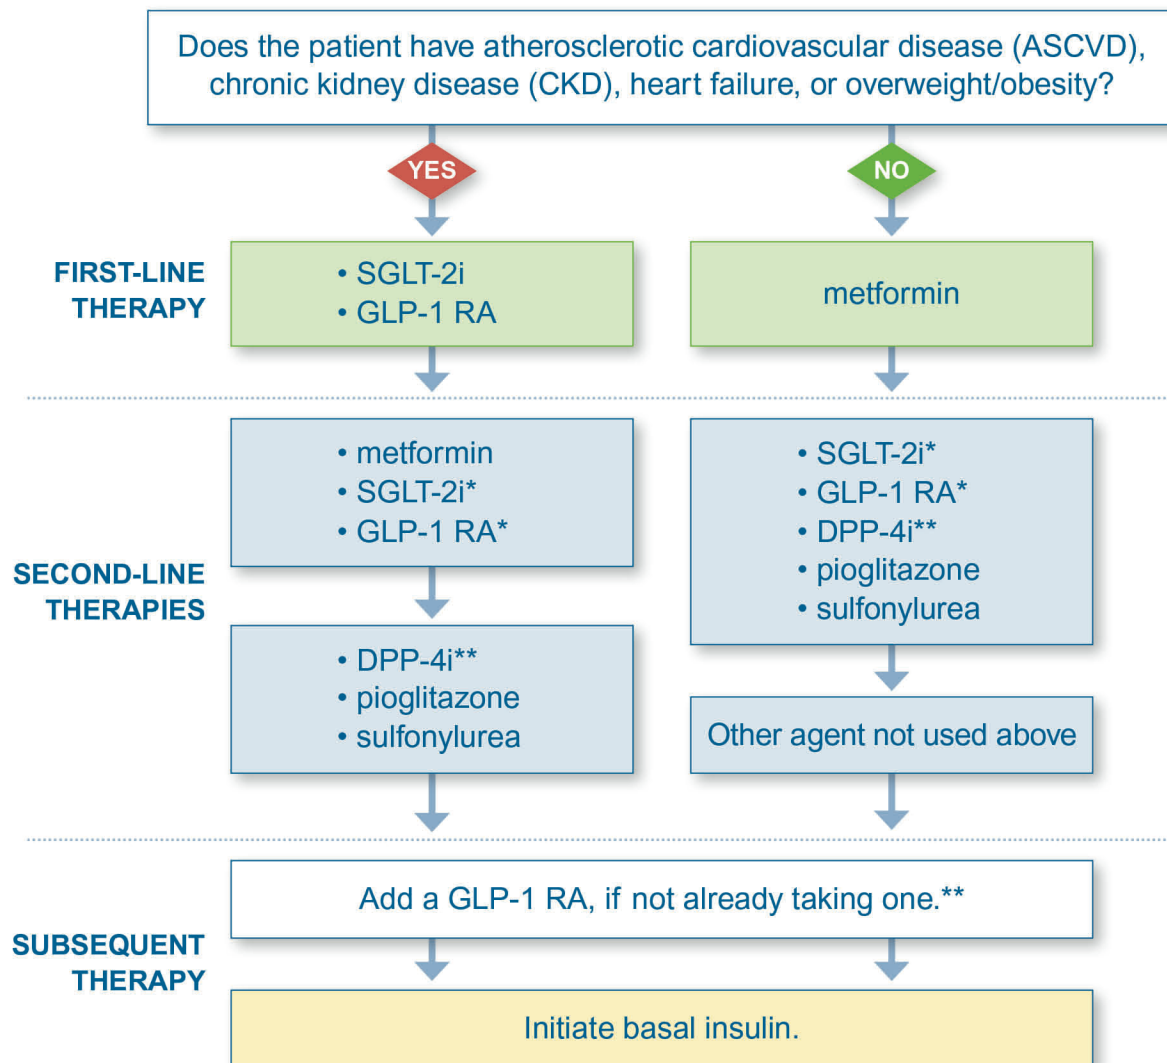 Does the patient have atherosclerotic cardiovascular disease (ASCVD),
chronic kidney disease (CKD), heart failure, or overweight/obesity?
YES
NO
FIRST-LINE
THERAPY
• SGLT-2i
• GLP-1 RA
metformin
SECOND-LINE
THERAPIES
• metformin
• SGLT-2i*
• GLP-1 RA*
• DPP-4i**
• pioglitazone
• sulfonylurea
• SGLT-2i*
• GLP-1 RA*
• DPP-4i**
• pioglitazone
• sulfonylurea
Other agent not used above
SUBSEQUENT
THERAPY
Add a GLP-1 RA, if not already taking one.**
Initiate basal insulin.